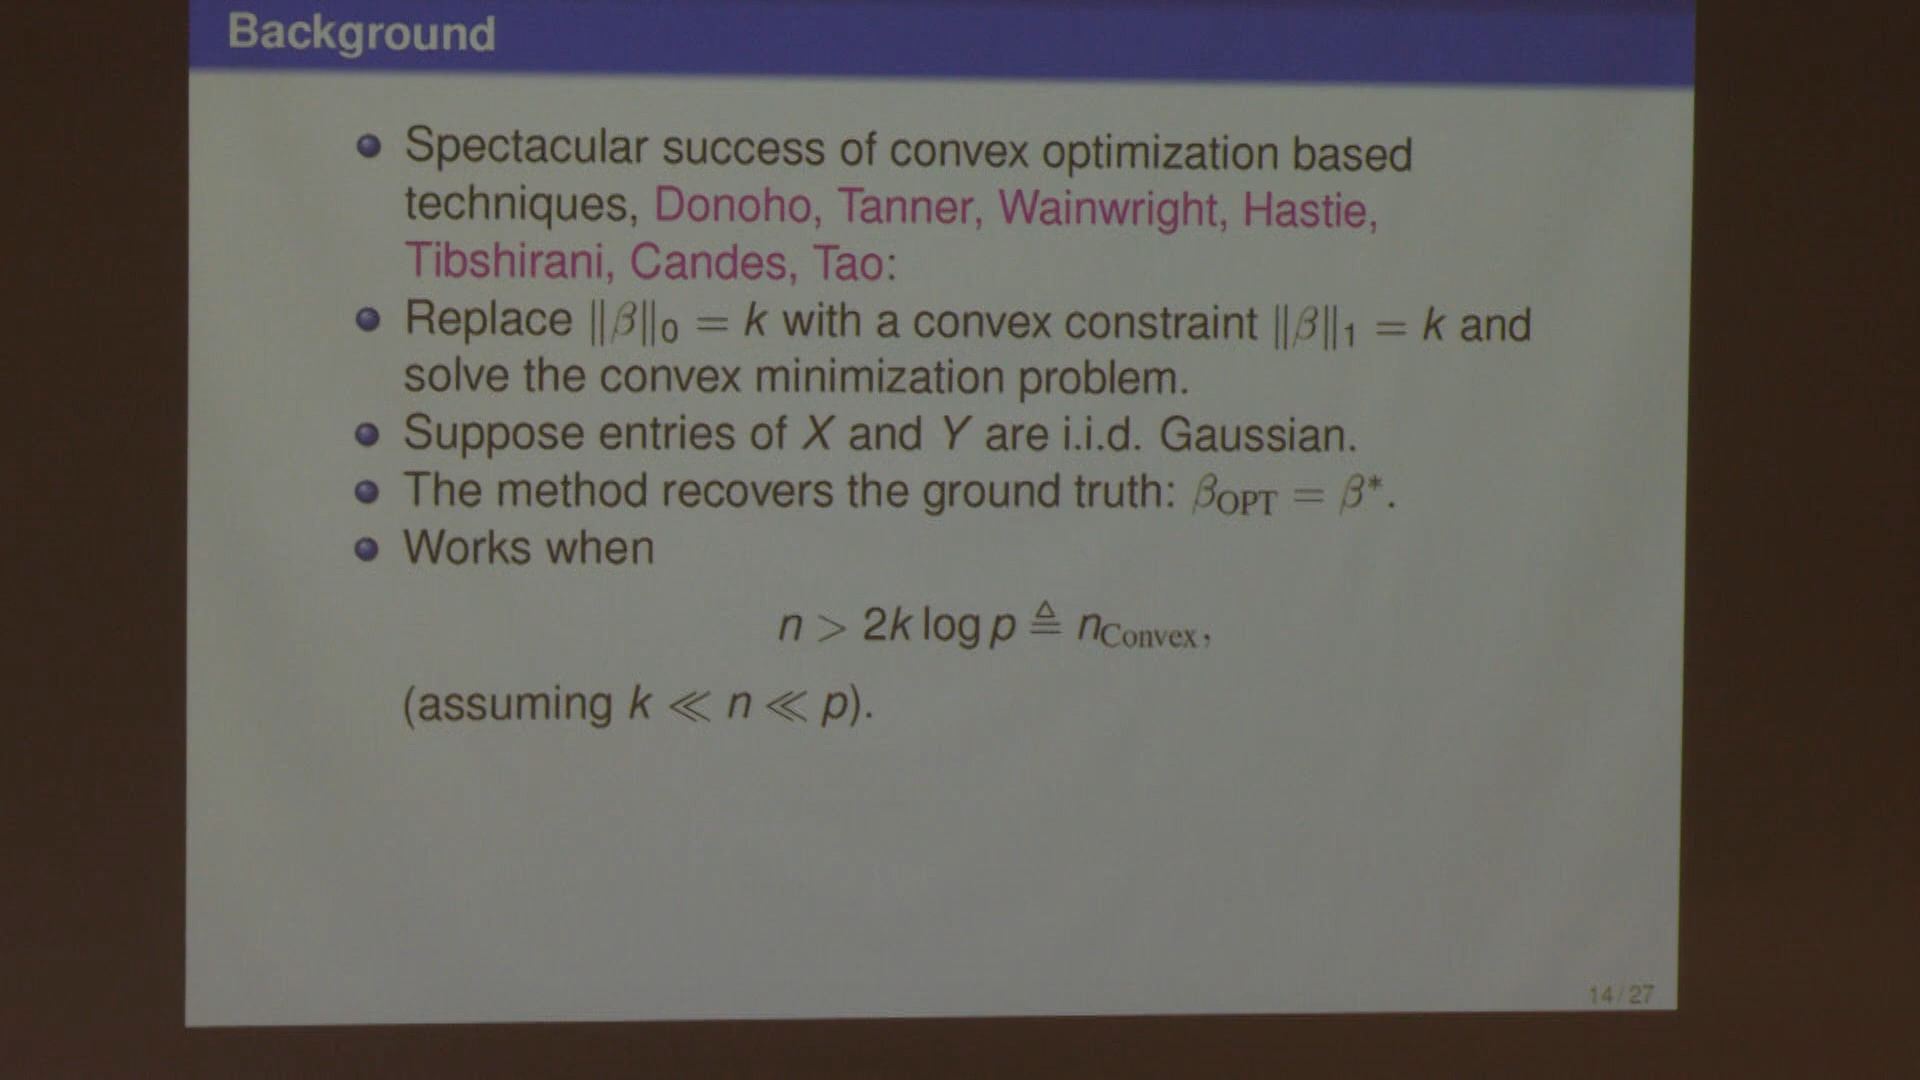 Background
Spectacular success of convex optimization based
techniques, Donoho, Tanner, Wainwright, Hastie,
Tibshirani, Candes, Tao:
Replace ‖β‖₀ = k with a convex constraint ‖β‖₁ = k and
solve the convex minimization problem.
Suppose entries of X and Y are i.i.d. Gaussian.
The method recovers the ground truth: β_OPT = β*.
Works when
n > 2k log p ≜ n_Convex,
(assuming k ≪ n ≪ p).
14/27